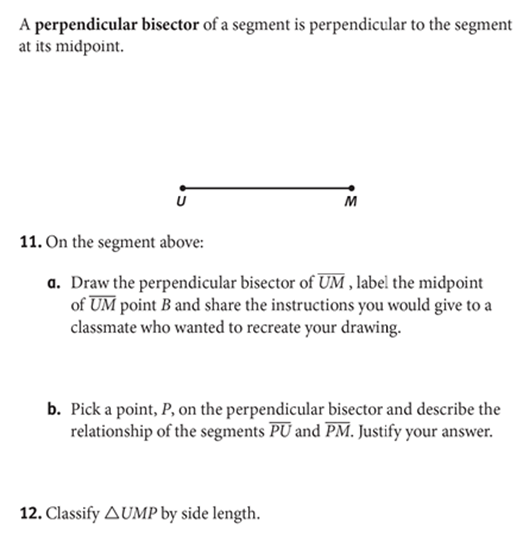 A perpendicular bisector of a segment is perpendicular to the segment
at its midpoint.
U M
11. On the segment above:
a. Draw the perpendicular bisector of UM , label the midpoint
of UM point B and share the instructions you would give to a
classmate who wanted to recreate your drawing.
b. Pick a point, P, on the perpendicular bisector and describe the
relationship of the segments PU and PM. Justify your answer.
12. Classify △UMP by side length.